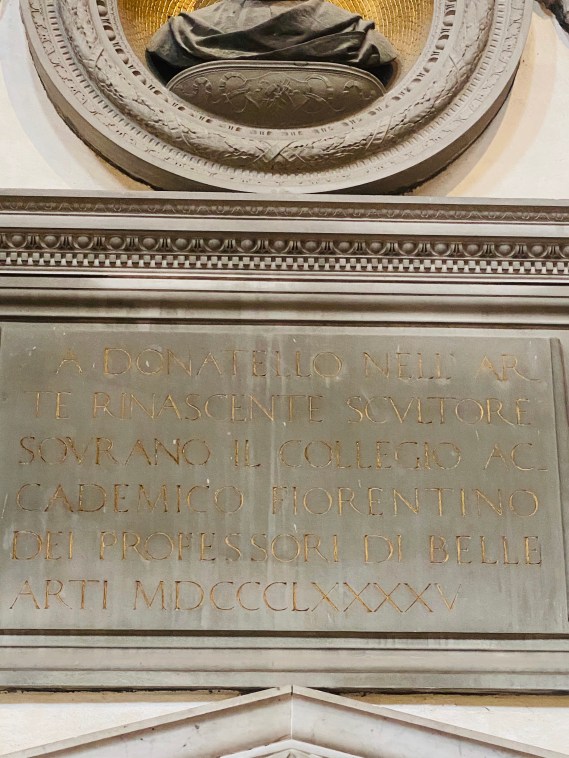 A DONATELLO NELL' AR
TE RINASCENTE SCVLTORE
SOVRANO IL COLLEGIO AC
CADEMICO FIORENTINO
DEI PROFESSORI DI BELLE
ARTI MDCCCLXXXXV